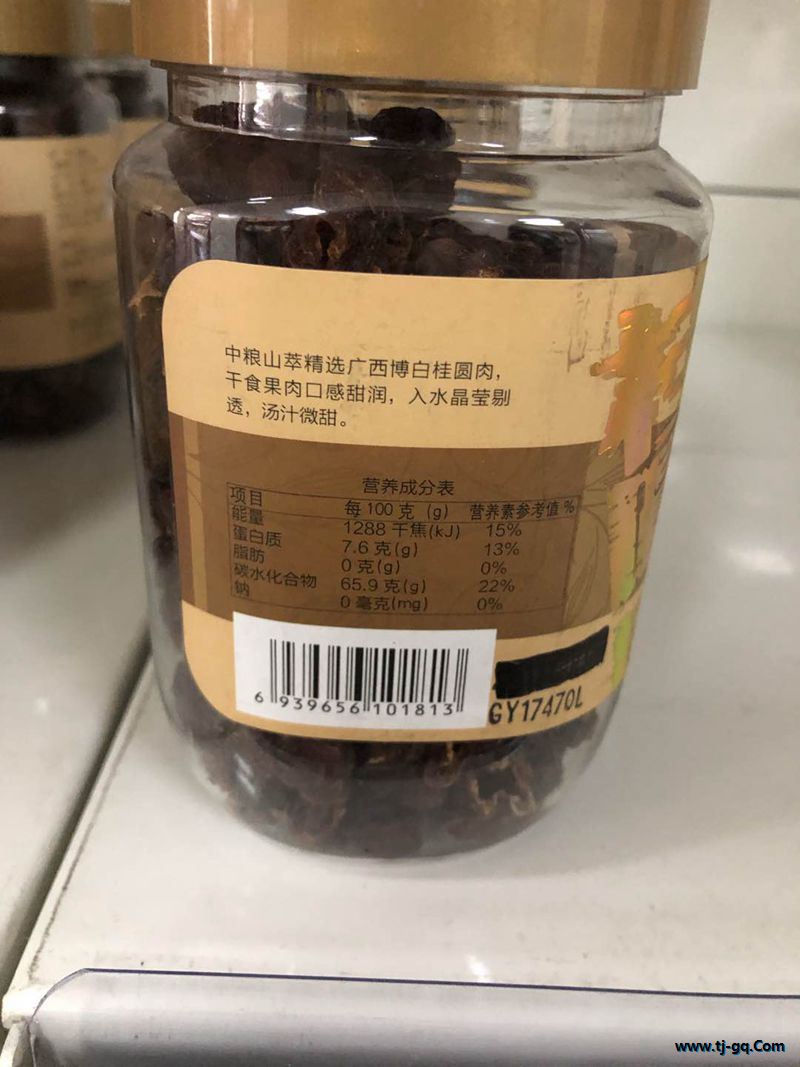 中粮山萃精选广西博白桂圆肉，
干食果肉口感甜润，入水晶莹剔
透，汤汁微甜。
营养成分表
项目 每100克 (g) 营养素参考值%
能量 1288千焦(kJ) 15%
蛋白质 7.6克(g) 13%
脂肪 0克(g) 0%
碳水化合物 65.9克(g) 22%
钠 0毫克(mg) 0%
6 939656 101813
GY17470L
www.tj-gq.Com